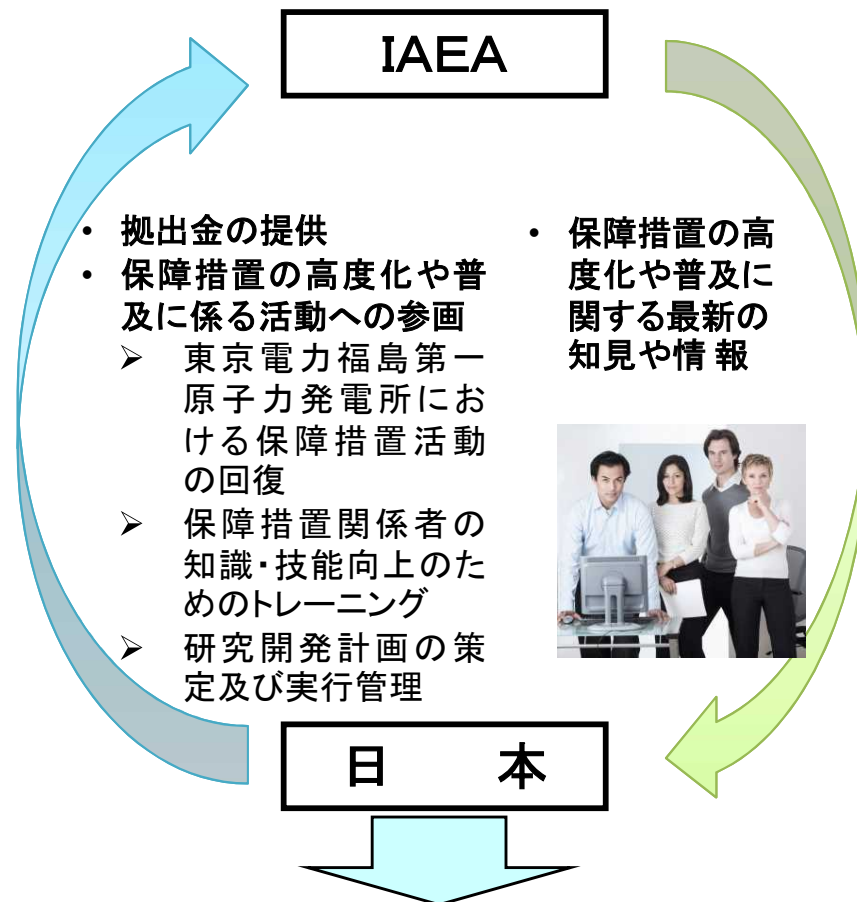 IAEA
• 拠出金の提供
• 保障措置の高度化や普
及に係る活動への参画
➢ 東京電力福島第一
原子力発電所にお
ける保障措置活動
の回復
➢ 保障措置関係者の
知識・技能向上のた
めのトレーニング
➢ 研究開発計画の策
定及び実行管理
• 保障措置の高
度化や普及に
関する最新の
知見や情報
日 本